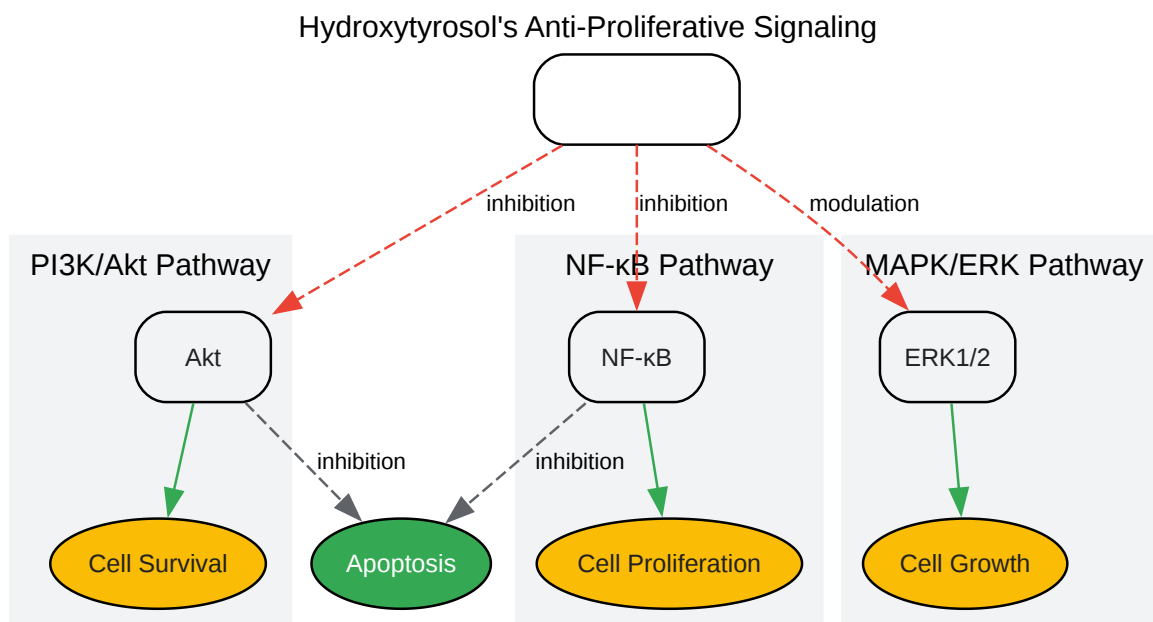 Hydroxytyrosol's Anti-Proliferative Signaling
inhibition
inhibition
modulation
PI3K/Akt Pathway
NF-κB Pathway
MAPK/ERK Pathway
Akt
NF-κB
ERK1/2
inhibition
inhibition
Cell Survival
Apoptosis
Cell Proliferation
Cell Growth